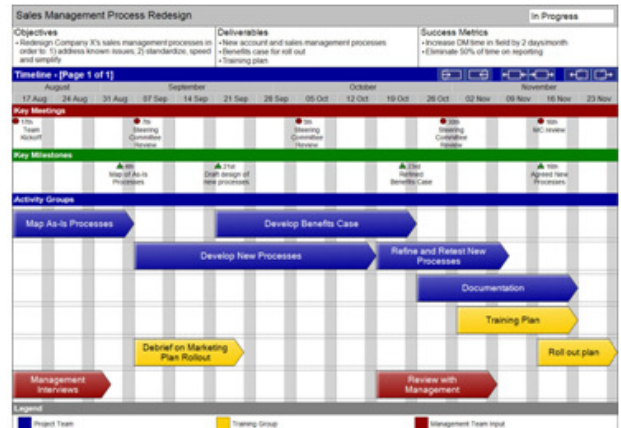 Sales Management Process Redesign
In Progress
Objectives
• Redesign Company X's sales management processes in
order to: 1) address known issues; 2) standardize, speed
and simplify
Deliverables
• New account and sales management processes
• Benefits case for roll out
• Training plan
Success Metrics
• Increase DM time in field by 2 days/month
• Eliminate 50% of time on reporting
Timeline - [Page 1 of 1]
August September October November
17 Aug 24 Aug 31 Aug 07 Sep 14 Sep 21 Sep 28 Sep 05 Oct 12 Oct 19 Oct 26 Oct 02 Nov 09 Nov 16 Nov 23 Nov
Key Meetings
17th
Team
Kickoff
7th
Steering
Committee
Review
5th
Steering
Committee
Review
Steering
Committee
Review
16th
MC review
Key Milestones
Map of As-Is
Processes
21st
Draft design of
new processes
23rd
Refined
Benefits Case
Agreed New
Processes
Activity Groups
Map As-Is Processes
Develop Benefits Case
Develop New Processes
Refine and Retest New
Processes
Documentation
Training Plan
Debrief on Marketing
Plan Rollout
Roll out plan
Management
Interviews
Review with
Management
Legend
Project Team
Training Group
Management Team Input